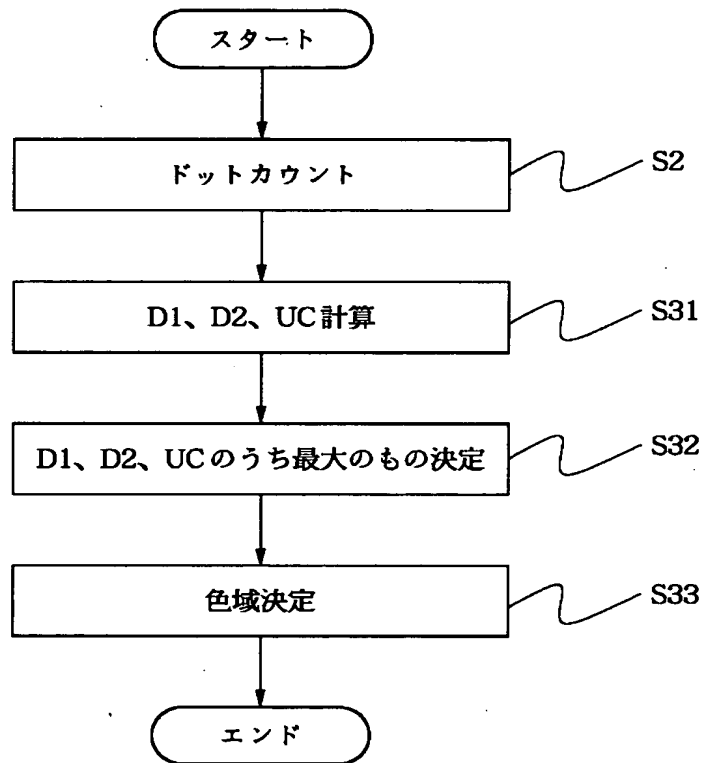 スタート
ドットカウント
S2
D1、D2、UC計算
S31
D1、D2、UCのうち最大のもの決定
S32
色域決定
S33
エンド